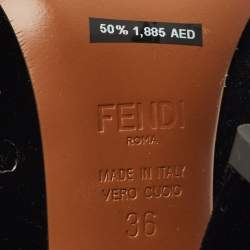 50% 1,885 AED
FENDI
ROMA
MADE IN ITALY
VERO CUOIO
36